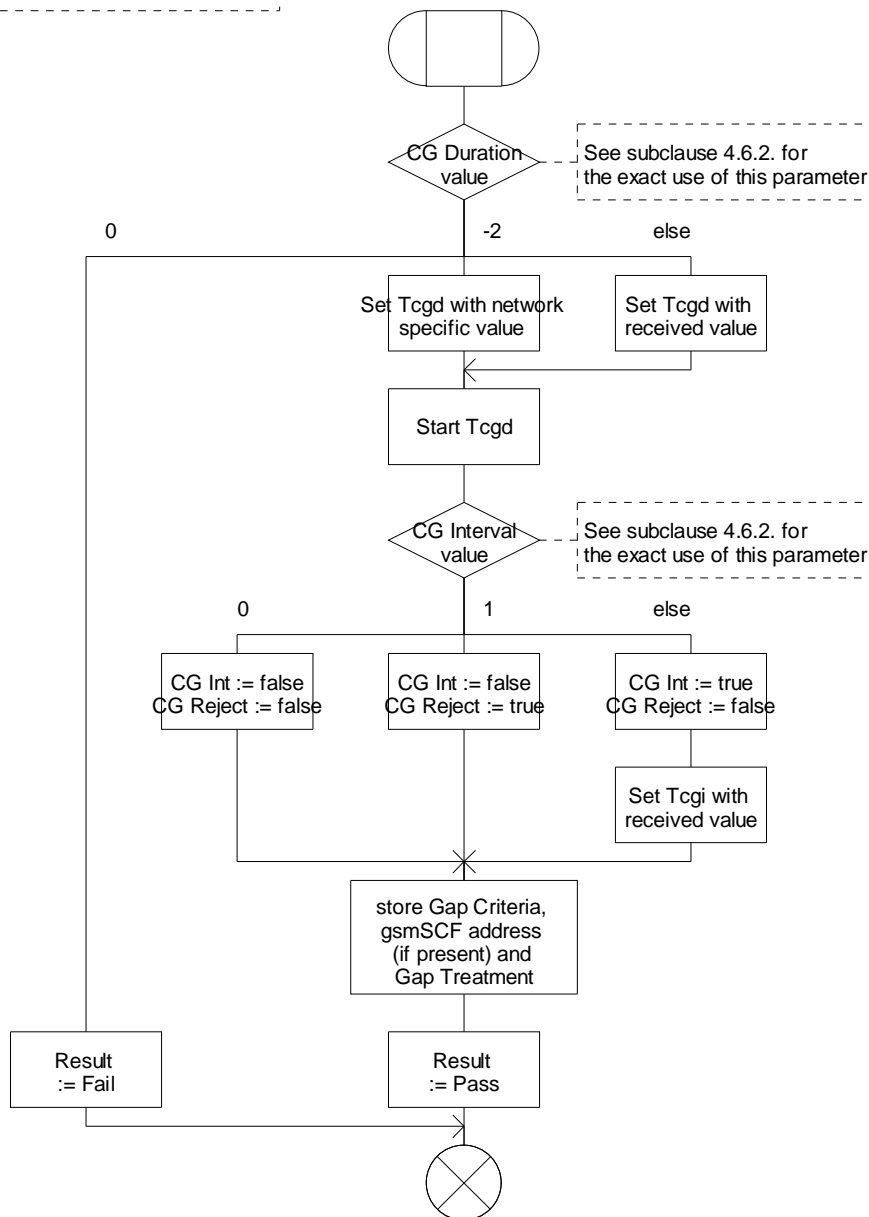 CG Duration
value
See subclause 4.6.2. for
the exact use of this parameter
0
-2
else
Set Tcgd with network
specific value
Set Tcgd with
received value
Start Tcgd
CG Interval
value
See subclause 4.6.2. for
the exact use of this parameter
0
1
else
CG Int := false
CG Reject := false
CG Int := false
CG Reject := true
CG Int := true
CG Reject := false
Set Tcgi with
received value
store Gap Criteria,
gsmSCF address
(if present) and
Gap Treatment
Result
:= Fail
Result
:= Pass